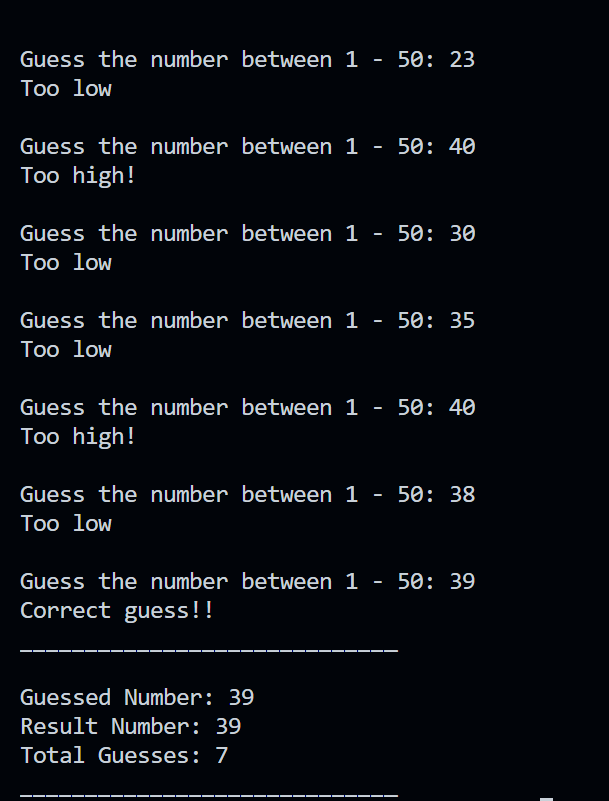 Guess the number between 1 - 50: 23
Too low
Guess the number between 1 - 50: 40
Too high!
Guess the number between 1 - 50: 30
Too low
Guess the number between 1 - 50: 35
Too low
Guess the number between 1 - 50: 40
Too high!
Guess the number between 1 - 50: 38
Too low
Guess the number between 1 - 50: 39
Correct guess!!
_____________________________
Guessed Number: 39
Result Number: 39
Total Guesses: 7
_____________________________